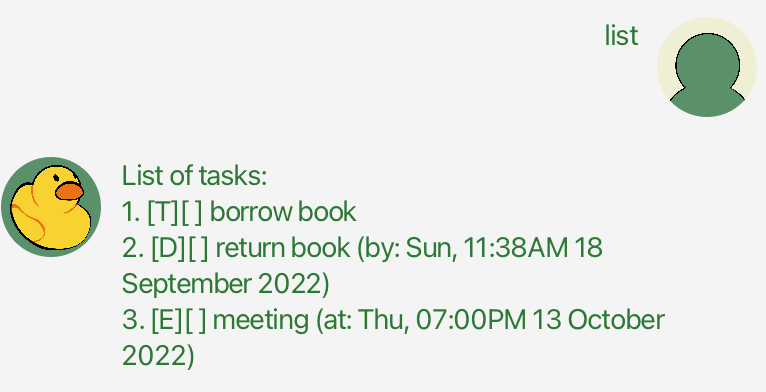 list
List of tasks:
1. [T][ ] borrow book
2. [D][ ] return book (by: Sun, 11:38AM 18
September 2022)
3. [E][ ] meeting (at: Thu, 07:00PM 13 October
2022)